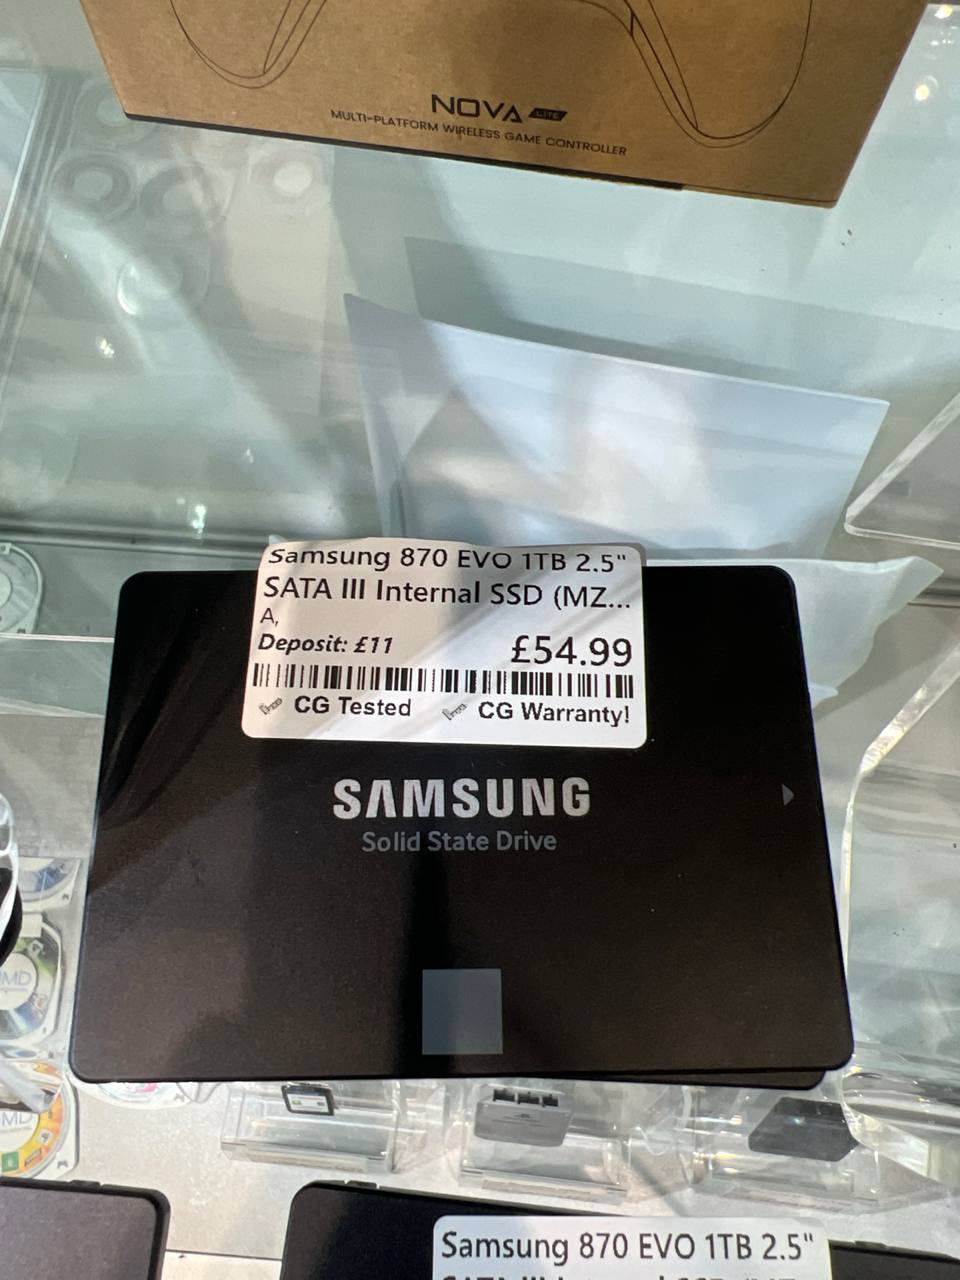 NOVA LITE
MULTI-PLATFORM WIRELESS GAME CONTROLLER
Samsung 870 EVO 1TB 2.5"
SATA III Internal SSD (MZ...
A,
Deposit: £11 £54.99
CG Tested CG Warranty!
SAMSUNG
Solid State Drive
UMD
Samsung 870 EVO 1TB 2.5"